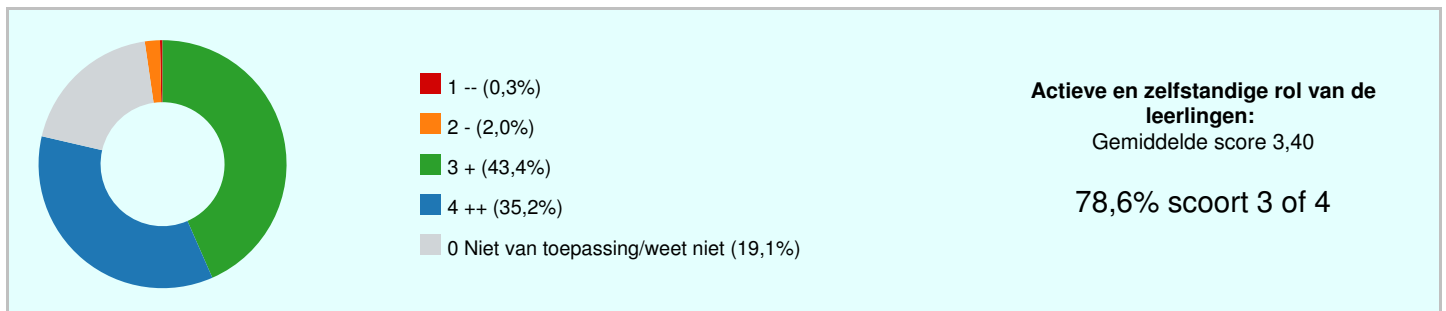 1 -- (0,3%)
2 - (2,0%)
3 + (43,4%)
4 ++ (35,2%)
0 Niet van toepassing/weet niet (19,1%)
Actieve en zelfstandige rol van de
leerlingen:
Gemiddelde score 3,40
78,6% scoort 3 of 4